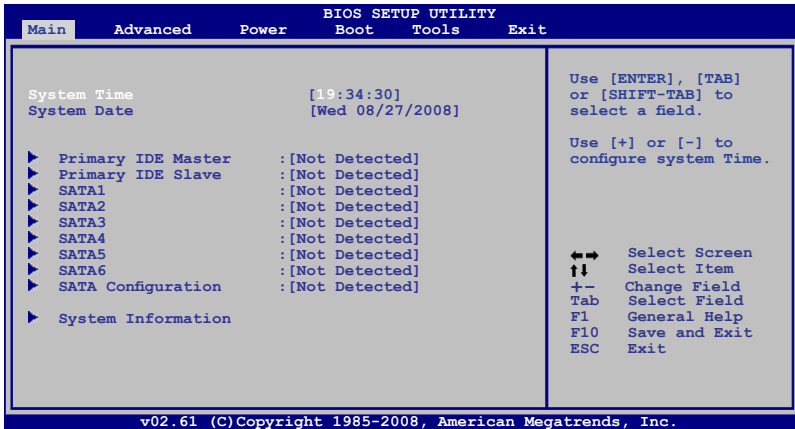 BIOS SETUP UTILITY
Main Advanced Power Boot Tools Exit
System Time [19:34:30]
System Date [Wed 08/27/2008]
Primary IDE Master :[Not Detected]
Primary IDE Slave :[Not Detected]
SATA1 :[Not Detected]
SATA2 :[Not Detected]
SATA3 :[Not Detected]
SATA4 :[Not Detected]
SATA5 :[Not Detected]
SATA6 :[Not Detected]
SATA Configuration :[Not Detected]
System Information
Use [ENTER], [TAB]
or [SHIFT-TAB] to
select a field.
Use [+] or [-] to
configure system Time.
←→ Select Screen
↑↓ Select Item
+- Change Field
Tab Select Field
F1 General Help
F10 Save and Exit
ESC Exit
v02.61 (C)Copyright 1985-2008, American Megatrends, Inc.